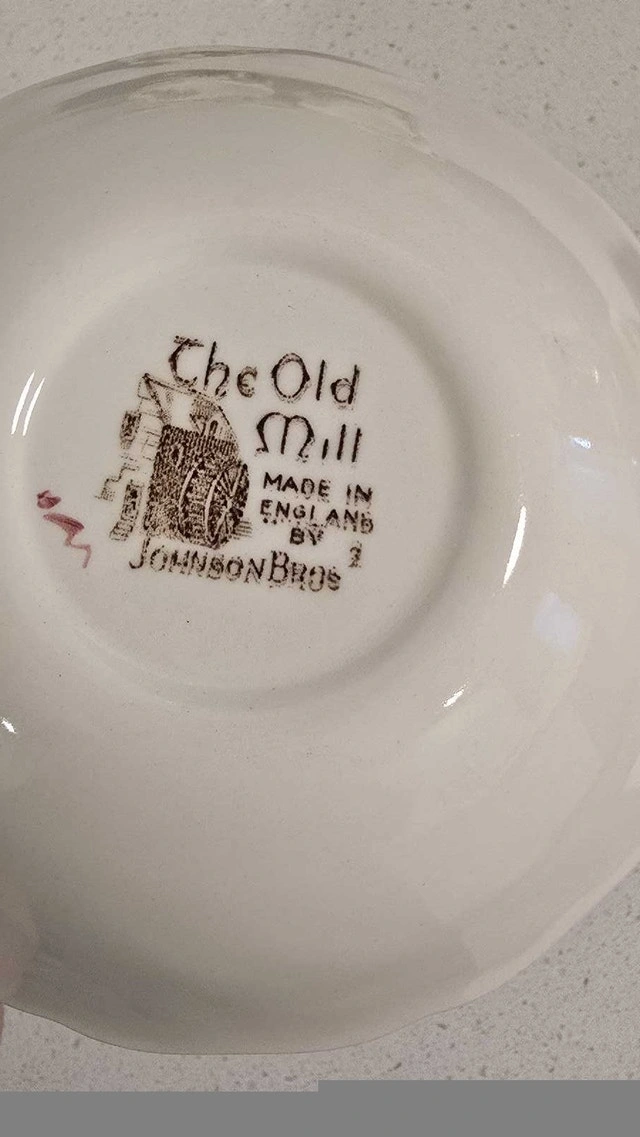 The Old
Mill
MADE IN
ENGLAND
BY
JOHNSON BROS